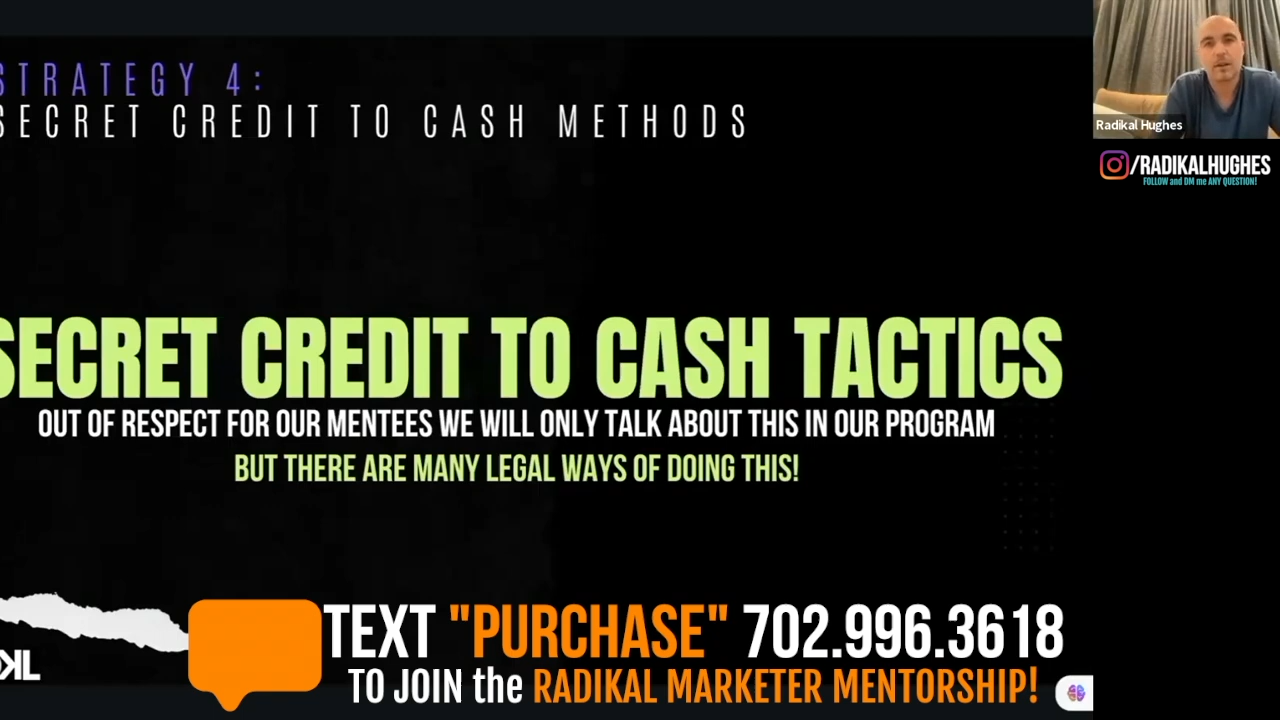 STRATEGY 4:
SECRET CREDIT TO CASH METHODS
Radikal Hughes
/RADIKALHUGHES
FOLLOW and DM me ANY QUESTION!
SECRET CREDIT TO CASH TACTICS
OUT OF RESPECT FOR OUR MENTEES WE WILL ONLY TALK ABOUT THIS IN OUR PROGRAM
BUT THERE ARE MANY LEGAL WAYS OF DOING THIS!
TEXT "PURCHASE" 702.996.3618
TO JOIN the RADIKAL MARKETER MENTORSHIP!